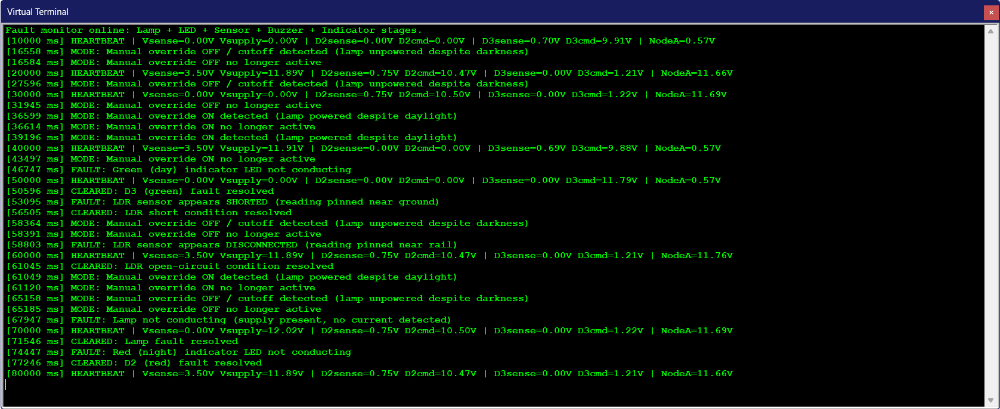 Virtual Terminal
Fault monitor online: Lamp + LED + Sensor + Buzzer + Indicator stages.
[10000 ms] HEARTBEAT | Vsense=0.00V Vsupply=0.00V | D2sense=0.00V D2cmd=0.00V | D3sense=0.70V D3cmd=9.91V | NodeA=0.57V
[16558 ms] MODE: Manual override OFF / cutoff detected (lamp unpowered despite darkness)
[16584 ms] MODE: Manual override OFF no longer active
[20000 ms] HEARTBEAT | Vsense=3.50V Vsupply=11.89V | D2sense=0.75V D2cmd=10.47V | D3sense=0.00V D3cmd=1.21V | NodeA=11.66V
[27596 ms] MODE: Manual override OFF / cutoff detected (lamp unpowered despite darkness)
[30000 ms] HEARTBEAT | Vsense=0.00V Vsupply=0.00V | D2sense=0.75V D2cmd=10.50V | D3sense=0.00V D3cmd=1.22V | NodeA=11.69V
[31945 ms] MODE: Manual override OFF no longer active
[36599 ms] MODE: Manual override ON detected (lamp powered despite daylight)
[36614 ms] MODE: Manual override ON no longer active
[39196 ms] MODE: Manual override ON detected (lamp powered despite daylight)
[40000 ms] HEARTBEAT | Vsense=3.50V Vsupply=11.91V | D2sense=0.00V D2cmd=0.00V | D3sense=0.69V D3cmd=9.88V | NodeA=0.57V
[43497 ms] MODE: Manual override ON no longer active
[46747 ms] FAULT: Green (day) indicator LED not conducting
[50000 ms] HEARTBEAT | Vsense=0.00V Vsupply=0.00V | D2sense=0.00V D2cmd=0.00V | D3sense=0.00V D3cmd=11.79V | NodeA=0.57V
[50596 ms] CLEARED: D3 (green) fault resolved
[53095 ms] FAULT: LDR sensor appears SHORTED (reading pinned near ground)
[56505 ms] CLEARED: LDR short condition resolved
[58364 ms] MODE: Manual override OFF / cutoff detected (lamp unpowered despite darkness)
[58391 ms] MODE: Manual override OFF no longer active
[58803 ms] FAULT: LDR sensor appears DISCONNECTED (reading pinned near rail)
[60000 ms] HEARTBEAT | Vsense=3.50V Vsupply=11.89V | D2sense=0.75V D2cmd=10.47V | D3sense=0.00V D3cmd=1.21V | NodeA=11.76V
[61045 ms] CLEARED: LDR open-circuit condition resolved
[61049 ms] MODE: Manual override ON detected (lamp powered despite daylight)
[61120 ms] MODE: Manual override ON no longer active
[65158 ms] MODE: Manual override OFF / cutoff detected (lamp unpowered despite darkness)
[65185 ms] MODE: Manual override OFF no longer active
[67947 ms] FAULT: Lamp not conducting (supply present, no current detected)
[70000 ms] HEARTBEAT | Vsense=0.00V Vsupply=12.02V | D2sense=0.75V D2cmd=10.50V | D3sense=0.00V D3cmd=1.22V | NodeA=11.69V
[71546 ms] CLEARED: Lamp fault resolved
[74447 ms] FAULT: Red (night) indicator LED not conducting
[77246 ms] CLEARED: D2 (red) fault resolved
[80000 ms] HEARTBEAT | Vsense=3.50V Vsupply=11.89V | D2sense=0.75V D2cmd=10.47V | D3sense=0.00V D3cmd=1.21V | NodeA=11.66V